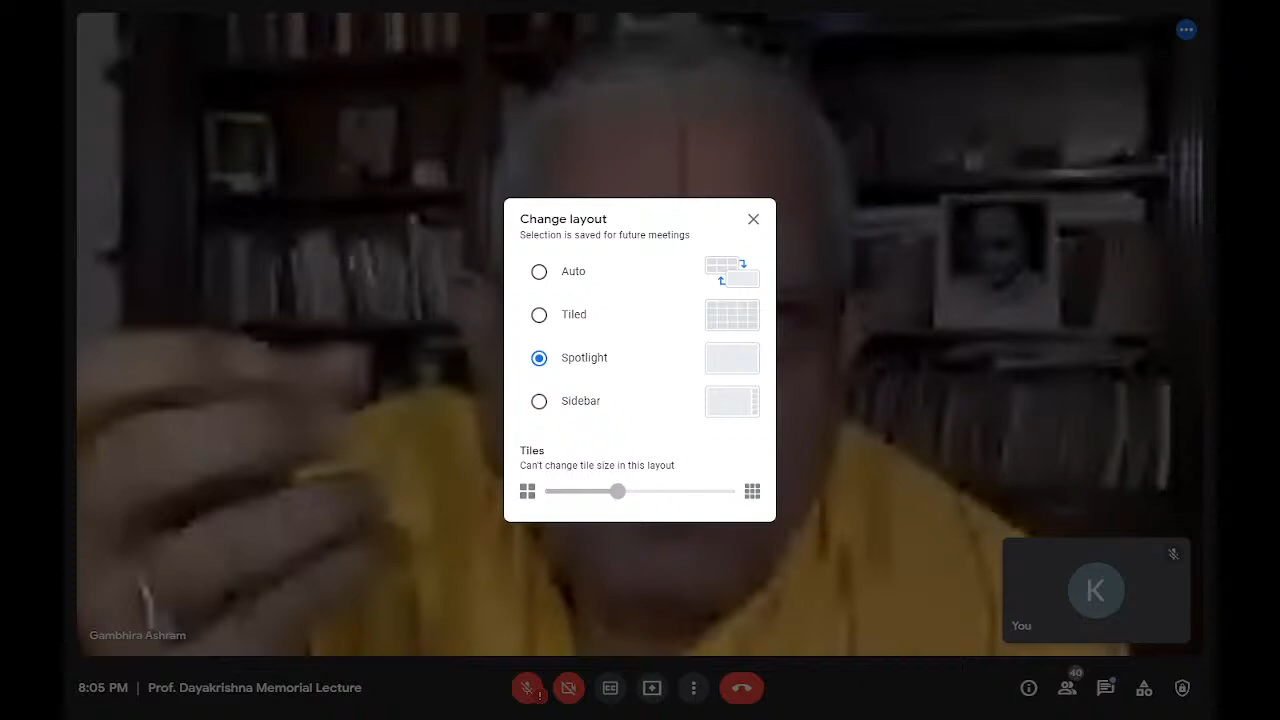 Change layout
Selection is saved for future meetings
Auto
Tiled
Spotlight
Sidebar
Tiles
Can't change tile size in this layout
K
You
Gambhira Ashram
8:05 PM | Prof. Dayakrishna Memorial Lecture
CC
40